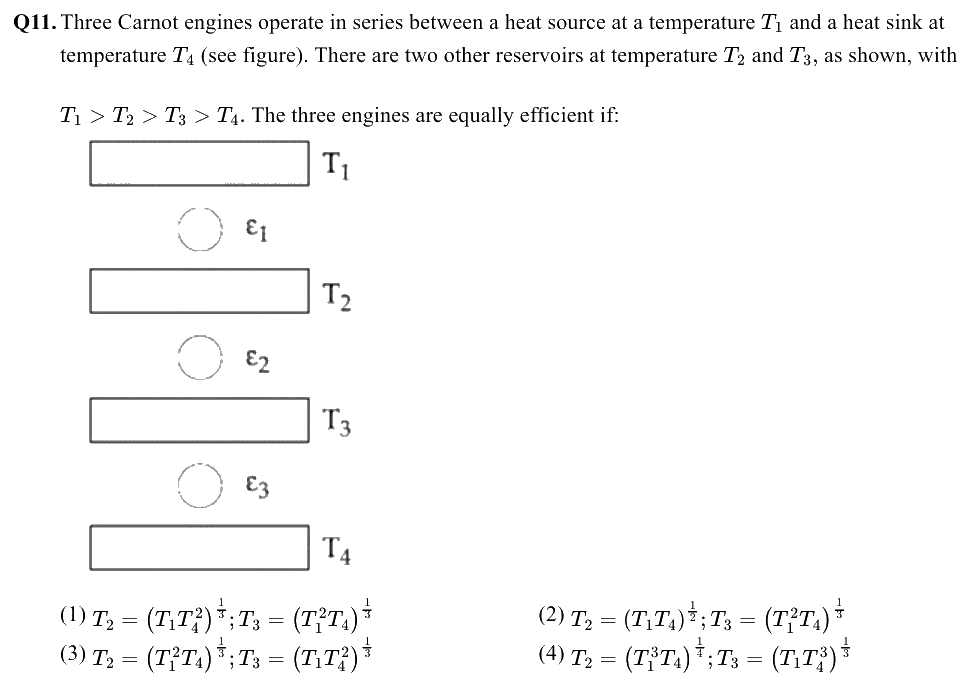 Q11. Three Carnot engines operate in series between a heat source at a temperature T₁ and a heat sink at
temperature T₄ (see figure). There are two other reservoirs at temperature T₂ and T₃, as shown, with
T₁ > T₂ > T₃ > T₄. The three engines are equally efficient if:
T₁
ε₁
T₂
ε₂
T₃
ε₃
T₄
(1) T₂ = (T₁T₄²)^(1/3); T₃ = (T₁²T₄)^(1/3)
(2) T₂ = (T₁T₄)^(1/2); T₃ = (T₁²T₄)^(1/3)
(3) T₂ = (T₁²T₄)^(1/3); T₃ = (T₁T₄²)^(1/3)
(4) T₂ = (T₁³T₄)^(1/4); T₃ = (T₁T₄³)^(1/3)